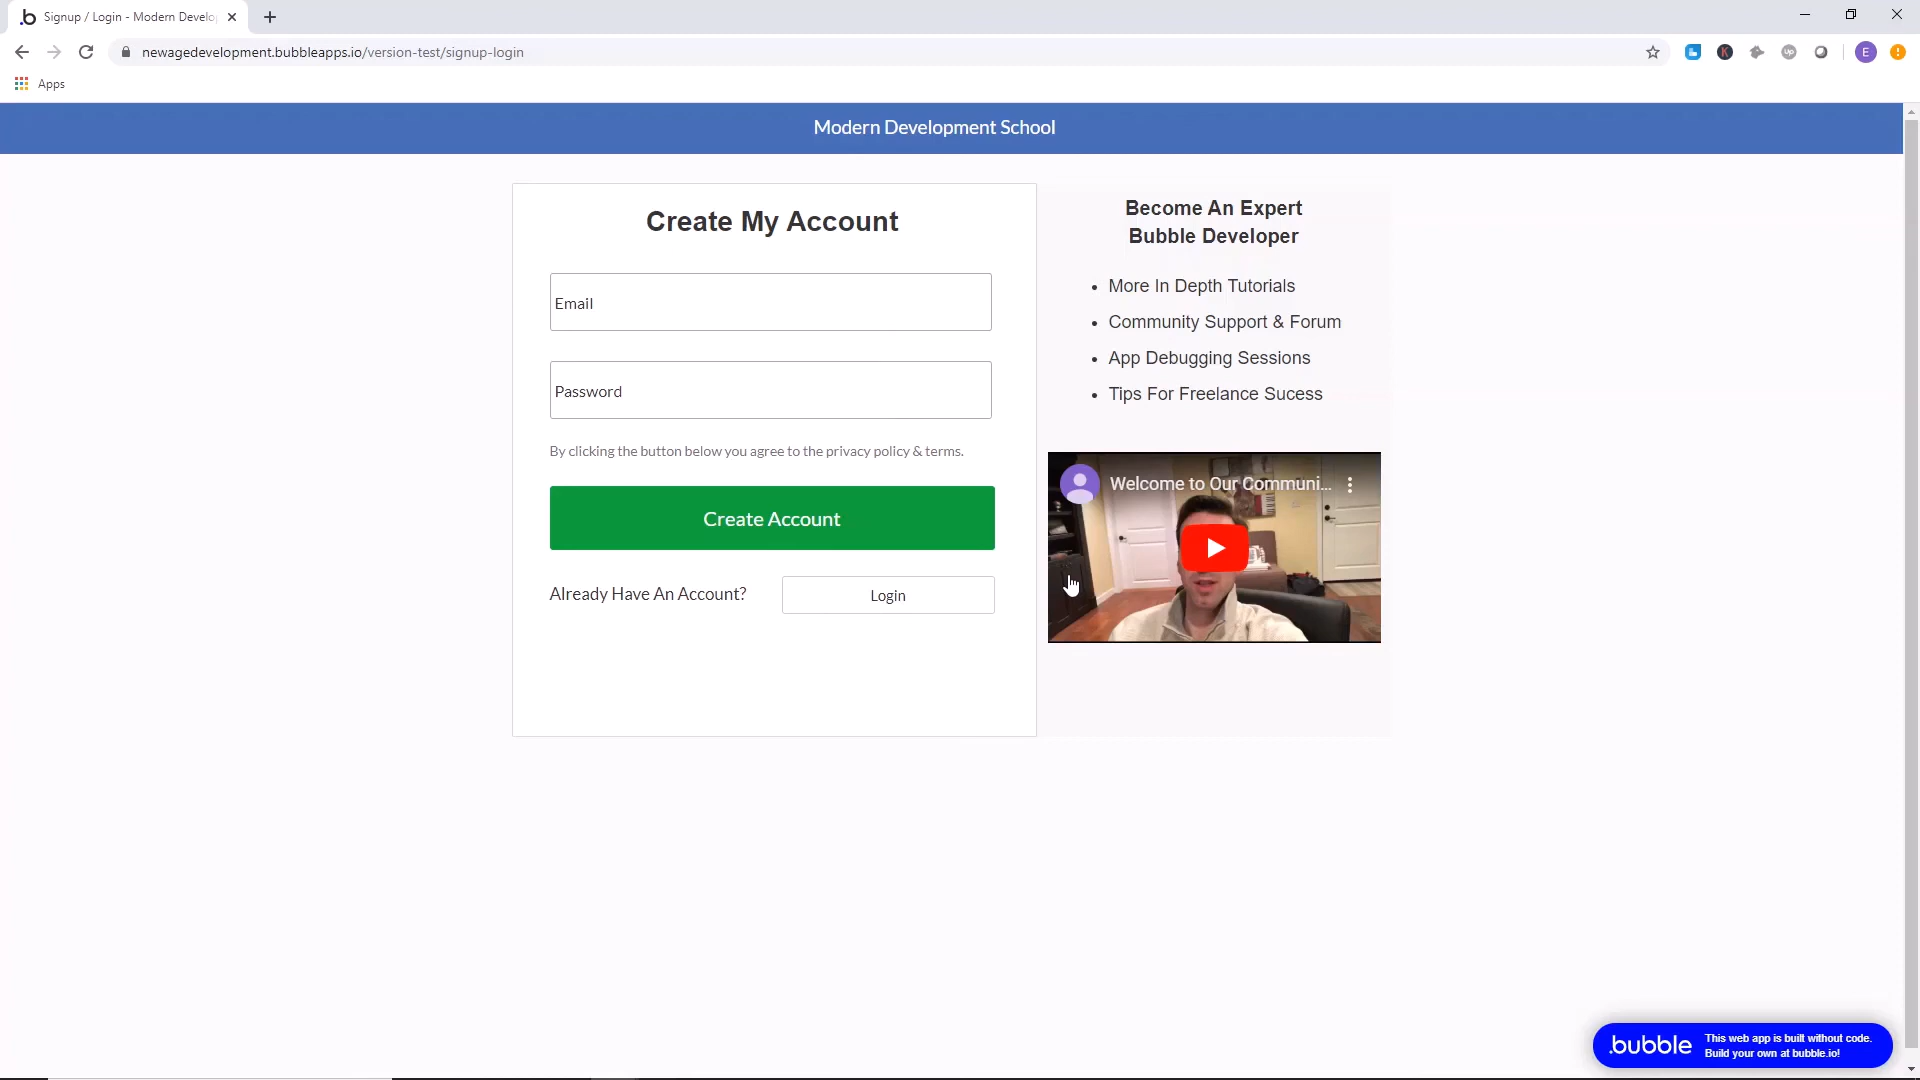 Signup / Login - Modern Develo
newagedevelopment.bubbleapps.io/version-test/signup-login
E
Apps
Modern Development School
Create My Account
Email
Password
By clicking the button below you agree to the privacy policy & terms.
Create Account
Already Have An Account?
Login
Become An Expert
Bubble Developer
• More In Depth Tutorials
• Community Support & Forum
• App Debugging Sessions
• Tips For Freelance Sucess
Welcome to Our Communi...
.bubble
This web app is built without code.
Build your own at bubble.io!